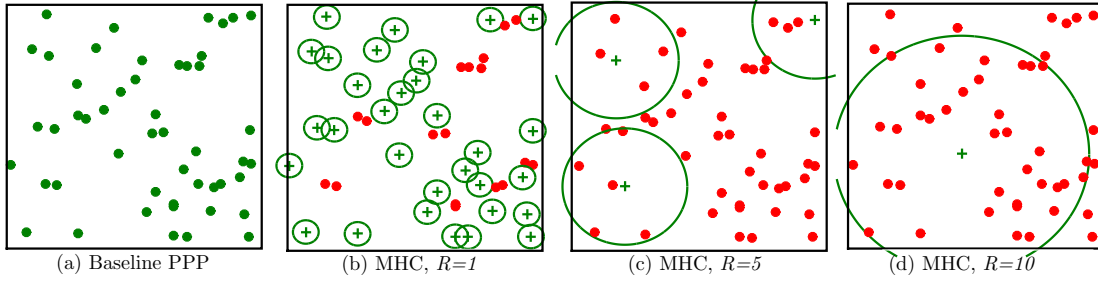 (a) Baseline PPP
(b) MHC, R=1
(c) MHC, R=5
(d) MHC, R=10